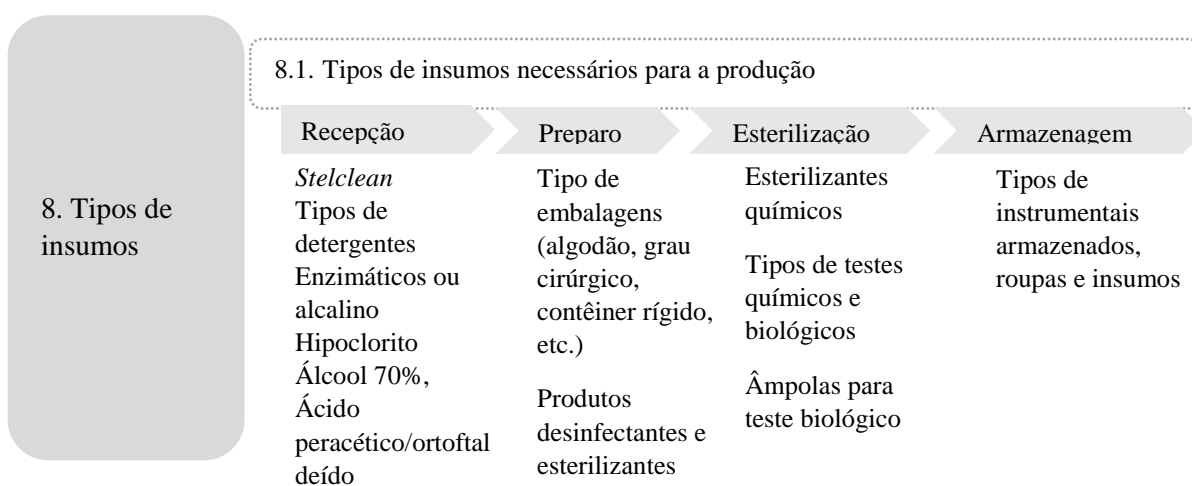 8. Tipos de
insumos
8.1. Tipos de insumos necessários para a produção
Recepção
Preparo
Esterilização
Armazenagem
Stelclean
Tipos de
detergentes
Enzimáticos ou
alcalino
Hipoclorito
Álcool 70%,
Ácido
peracético/ortoftal
deído
Tipo de
embalagens
(algodão, grau
cirúrgico,
contêiner rígido,
etc.)
Produtos
desinfectantes e
esterilizantes
Esterilizantes
químicos
Tipos de testes
químicos e
biológicos
Âmpolas para
teste biológico
Tipos de
instrumentais
armazenados,
roupas e insumos